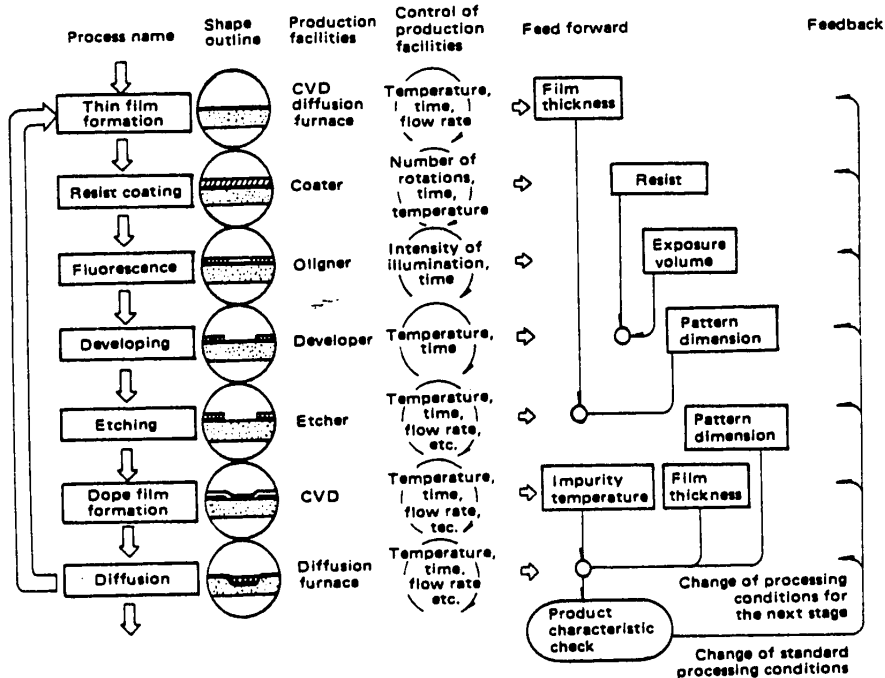 Process name
Shape
outline
Production
facilities
Control of
production
facilities
Feed forward
Feedback
Thin film
formation
CVD
diffusion
furnace
Temperature,
time,
flow rate
Film
thickness
Resist coating
Coater
Number of
rotations,
time,
temperature
Resist
Fluorescence
Oligner
Intensity of
illumination,
time
Exposure
volume
Developing
Developer
Temperature,
time
Pattern
dimension
Etching
Etcher
Temperature,
time,
flow rate,
etc.
Pattern
dimension
Dope film
formation
CVD
Temperature,
time,
flow rate,
tec.
Impurity
temperature
Film
thickness
Diffusion
Diffusion
furnace
Temperature,
time,
flow rate
etc.
Change of processing
conditions for
the next stage
Product
characteristic
check
Change of standard
processing conditions